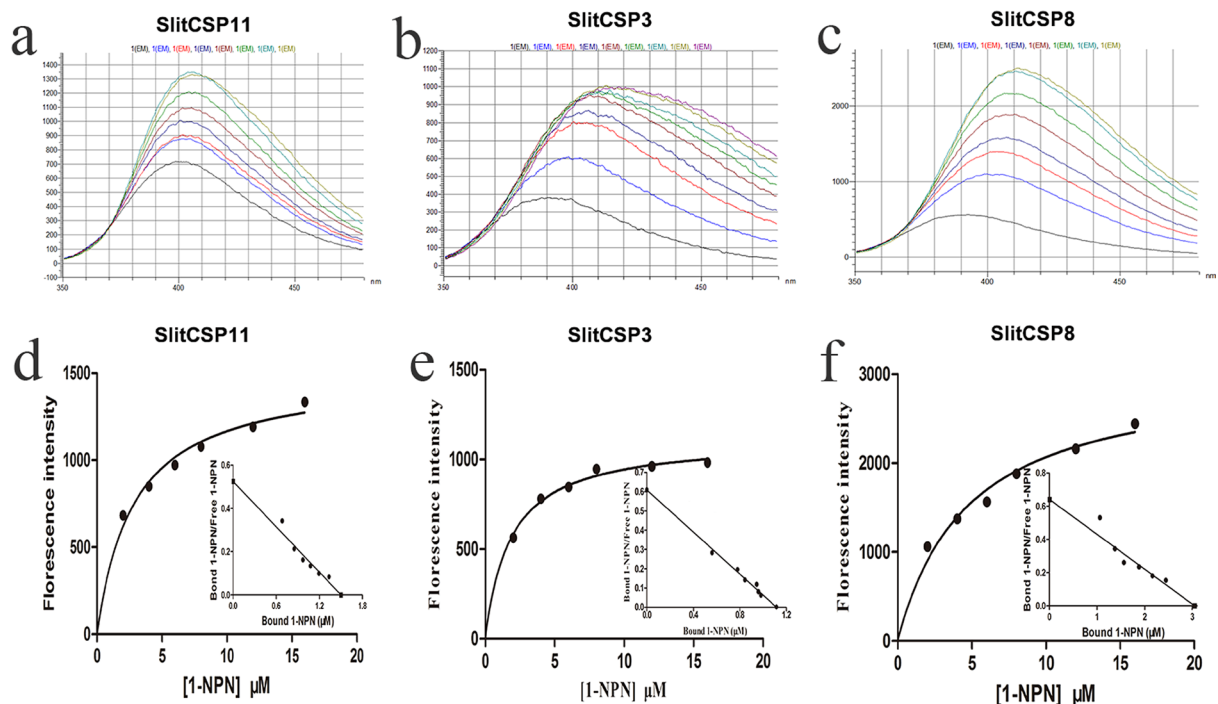 a
SlitCSP11
1(EM), 1(EM), 1(EM), 1(EM), 1(EM), 1(EM), 1(EM), 1(EM)
1400
1300
1200
1100
1000
900
800
700
600
500
400
300
200
100
0
-100
350
400
450
nm
b
SlitCSP3
1(EM), 1(EM), 1(EM), 1(EM), 1(EM), 1(EM), 1(EM), 1(EM), 1(EM)
1200
1100
1000
900
800
700
600
500
400
300
200
100
0
-100
350
400
450
nm
c
SlitCSP8
1(EM), 1(EM), 1(EM), 1(EM), 1(EM), 1(EM), 1(EM), 1(EM)
2000
1000
0
350
400
450
nm
d
SlitCSP11
Florescence intensity
1500
1000
500
0
0 5 10 15 20
[1-NPN] µM
Bond 1-NPN/Free 1-NPN
0.6
0.4
0.2
0.0
0.0 0.6 1.2 1.8
Bound 1-NPN (µM)
e
SlitCSP3
Florescence intensity
1500
1000
500
0
0 5 10 15 20
[1-NPN] µM
Bond 1-NPN/Free 1-NPN
0.7
0.6
0.5
0.4
0.3
0.2
0.1
0.0
0.0 0.4 0.8 1.2
Bound 1-NPN (µM)
f
SlitCSP8
Florescence intensity
3000
2000
1000
0
0 5 10 15 20
[1-NPN] µM
Bond 1-NPN/Free 1-NPN
0.8
0.6
0.4
0.2
0.0
0 1 2 3
Bound 1-NPN (µM)